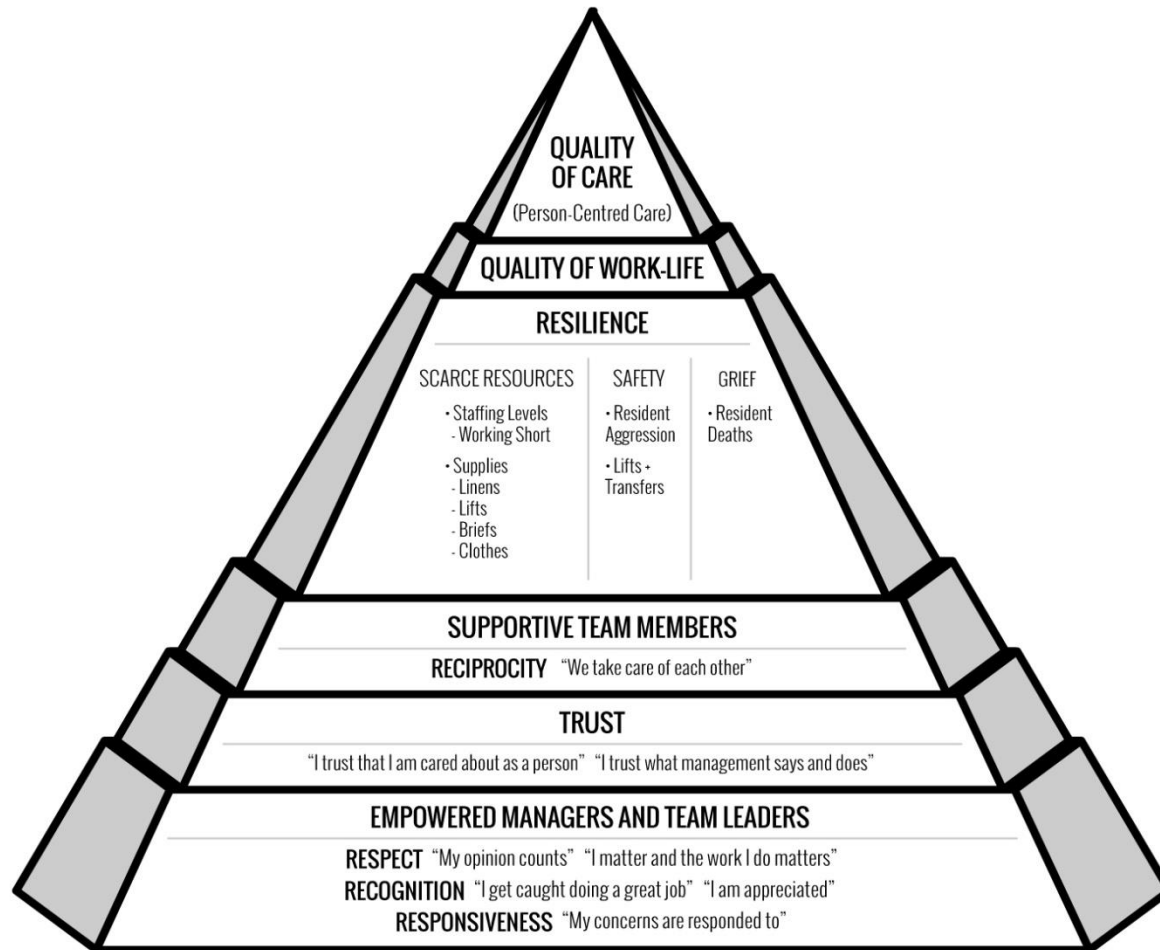 QUALITY
OF CARE
(Person-Centred Care)
QUALITY OF WORK-LIFE
RESILIENCE
SCARCE RESOURCES
• Staffing Levels
- Working Short
• Supplies
- Linens
- Lifts
- Briefs
- Clothes
SAFETY
• Resident
Aggression
• Lifts +
Transfers
GRIEF
• Resident
Deaths
SUPPORTIVE TEAM MEMBERS
RECIPROCITY “We take care of each other”
TRUST
“I trust that I am cared about as a person” “I trust what management says and does”
EMPOWERED MANAGERS AND TEAM LEADERS
RESPECT “My opinion counts” “I matter and the work I do matters”
RECOGNITION “I get caught doing a great job” “I am appreciated”
RESPONSIVENESS “My concerns are responded to”